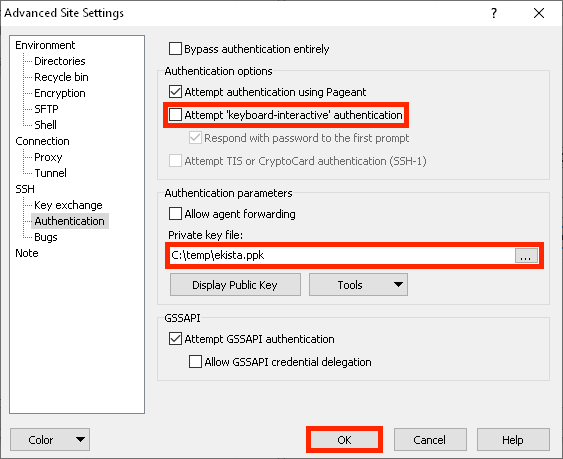 Advanced Site Settings
?
Environment
Directories
Recycle bin
Encryption
SFTP
Shell
Connection
Proxy
Tunnel
SSH
Key exchange
Authentication
Bugs
Note
Bypass authentication entirely
Authentication options
Attempt authentication using Pageant
Attempt 'keyboard-interactive' authentication
Respond with password to the first prompt
Attempt TIS or CryptoCard authentication (SSH-1)
Authentication parameters
Allow agent forwarding
Private key file:
C:\temp\ekista.ppk
...
Display Public Key
Tools
GSSAPI
Attempt GSSAPI authentication
Allow GSSAPI credential delegation
Color
OK
Cancel
Help